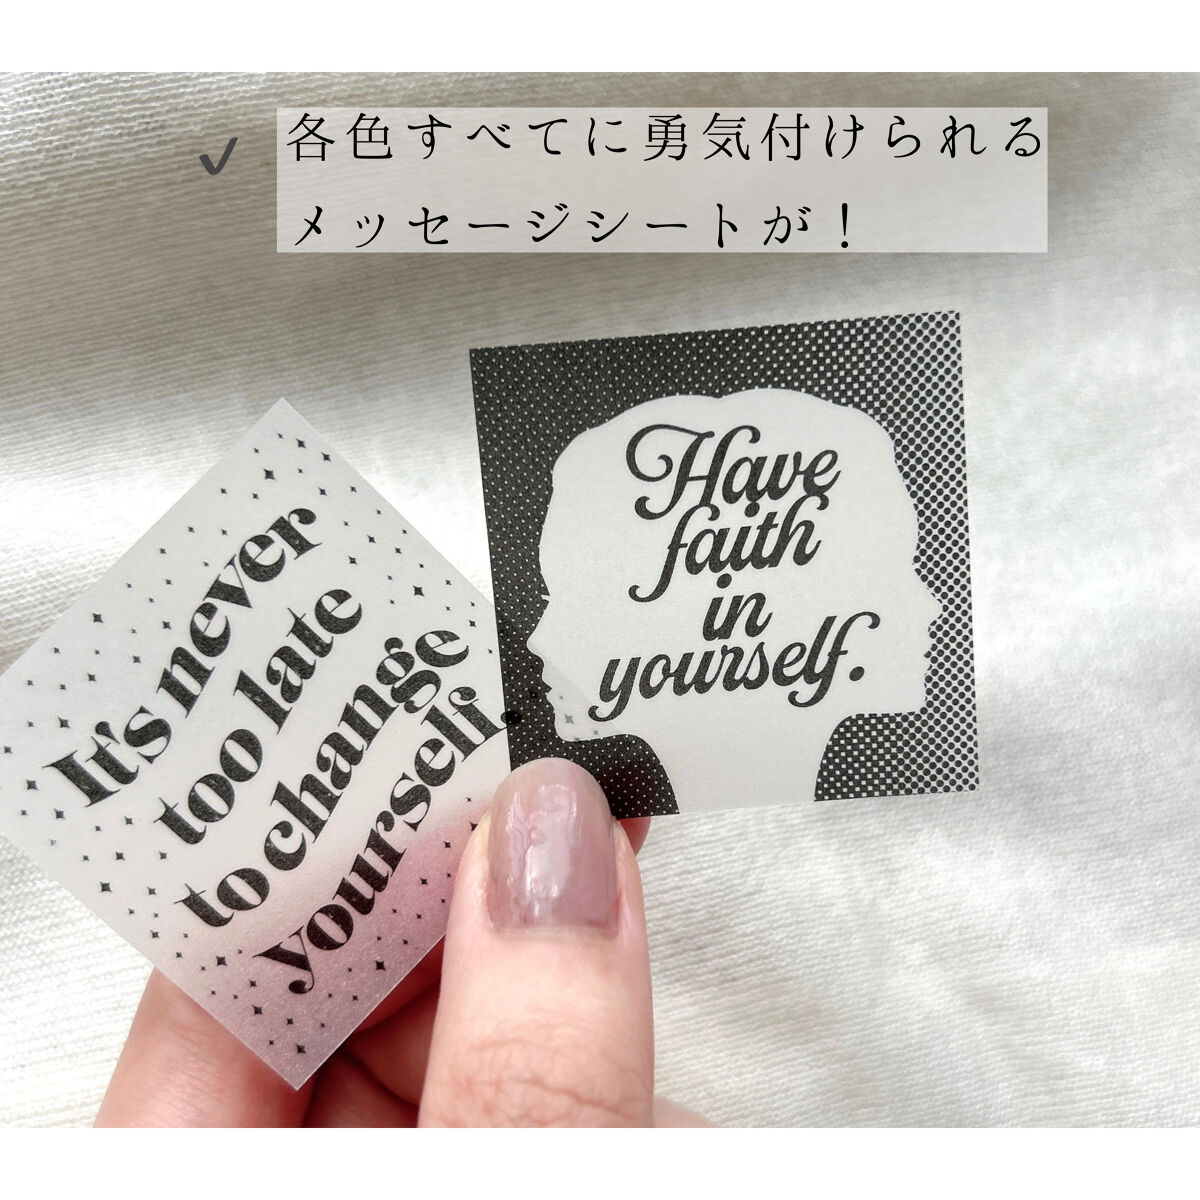 各色すべてに勇気付けられる
メッセージシートが！
It's never
too late
to change
yourself.
Have
faith
in
yourself.